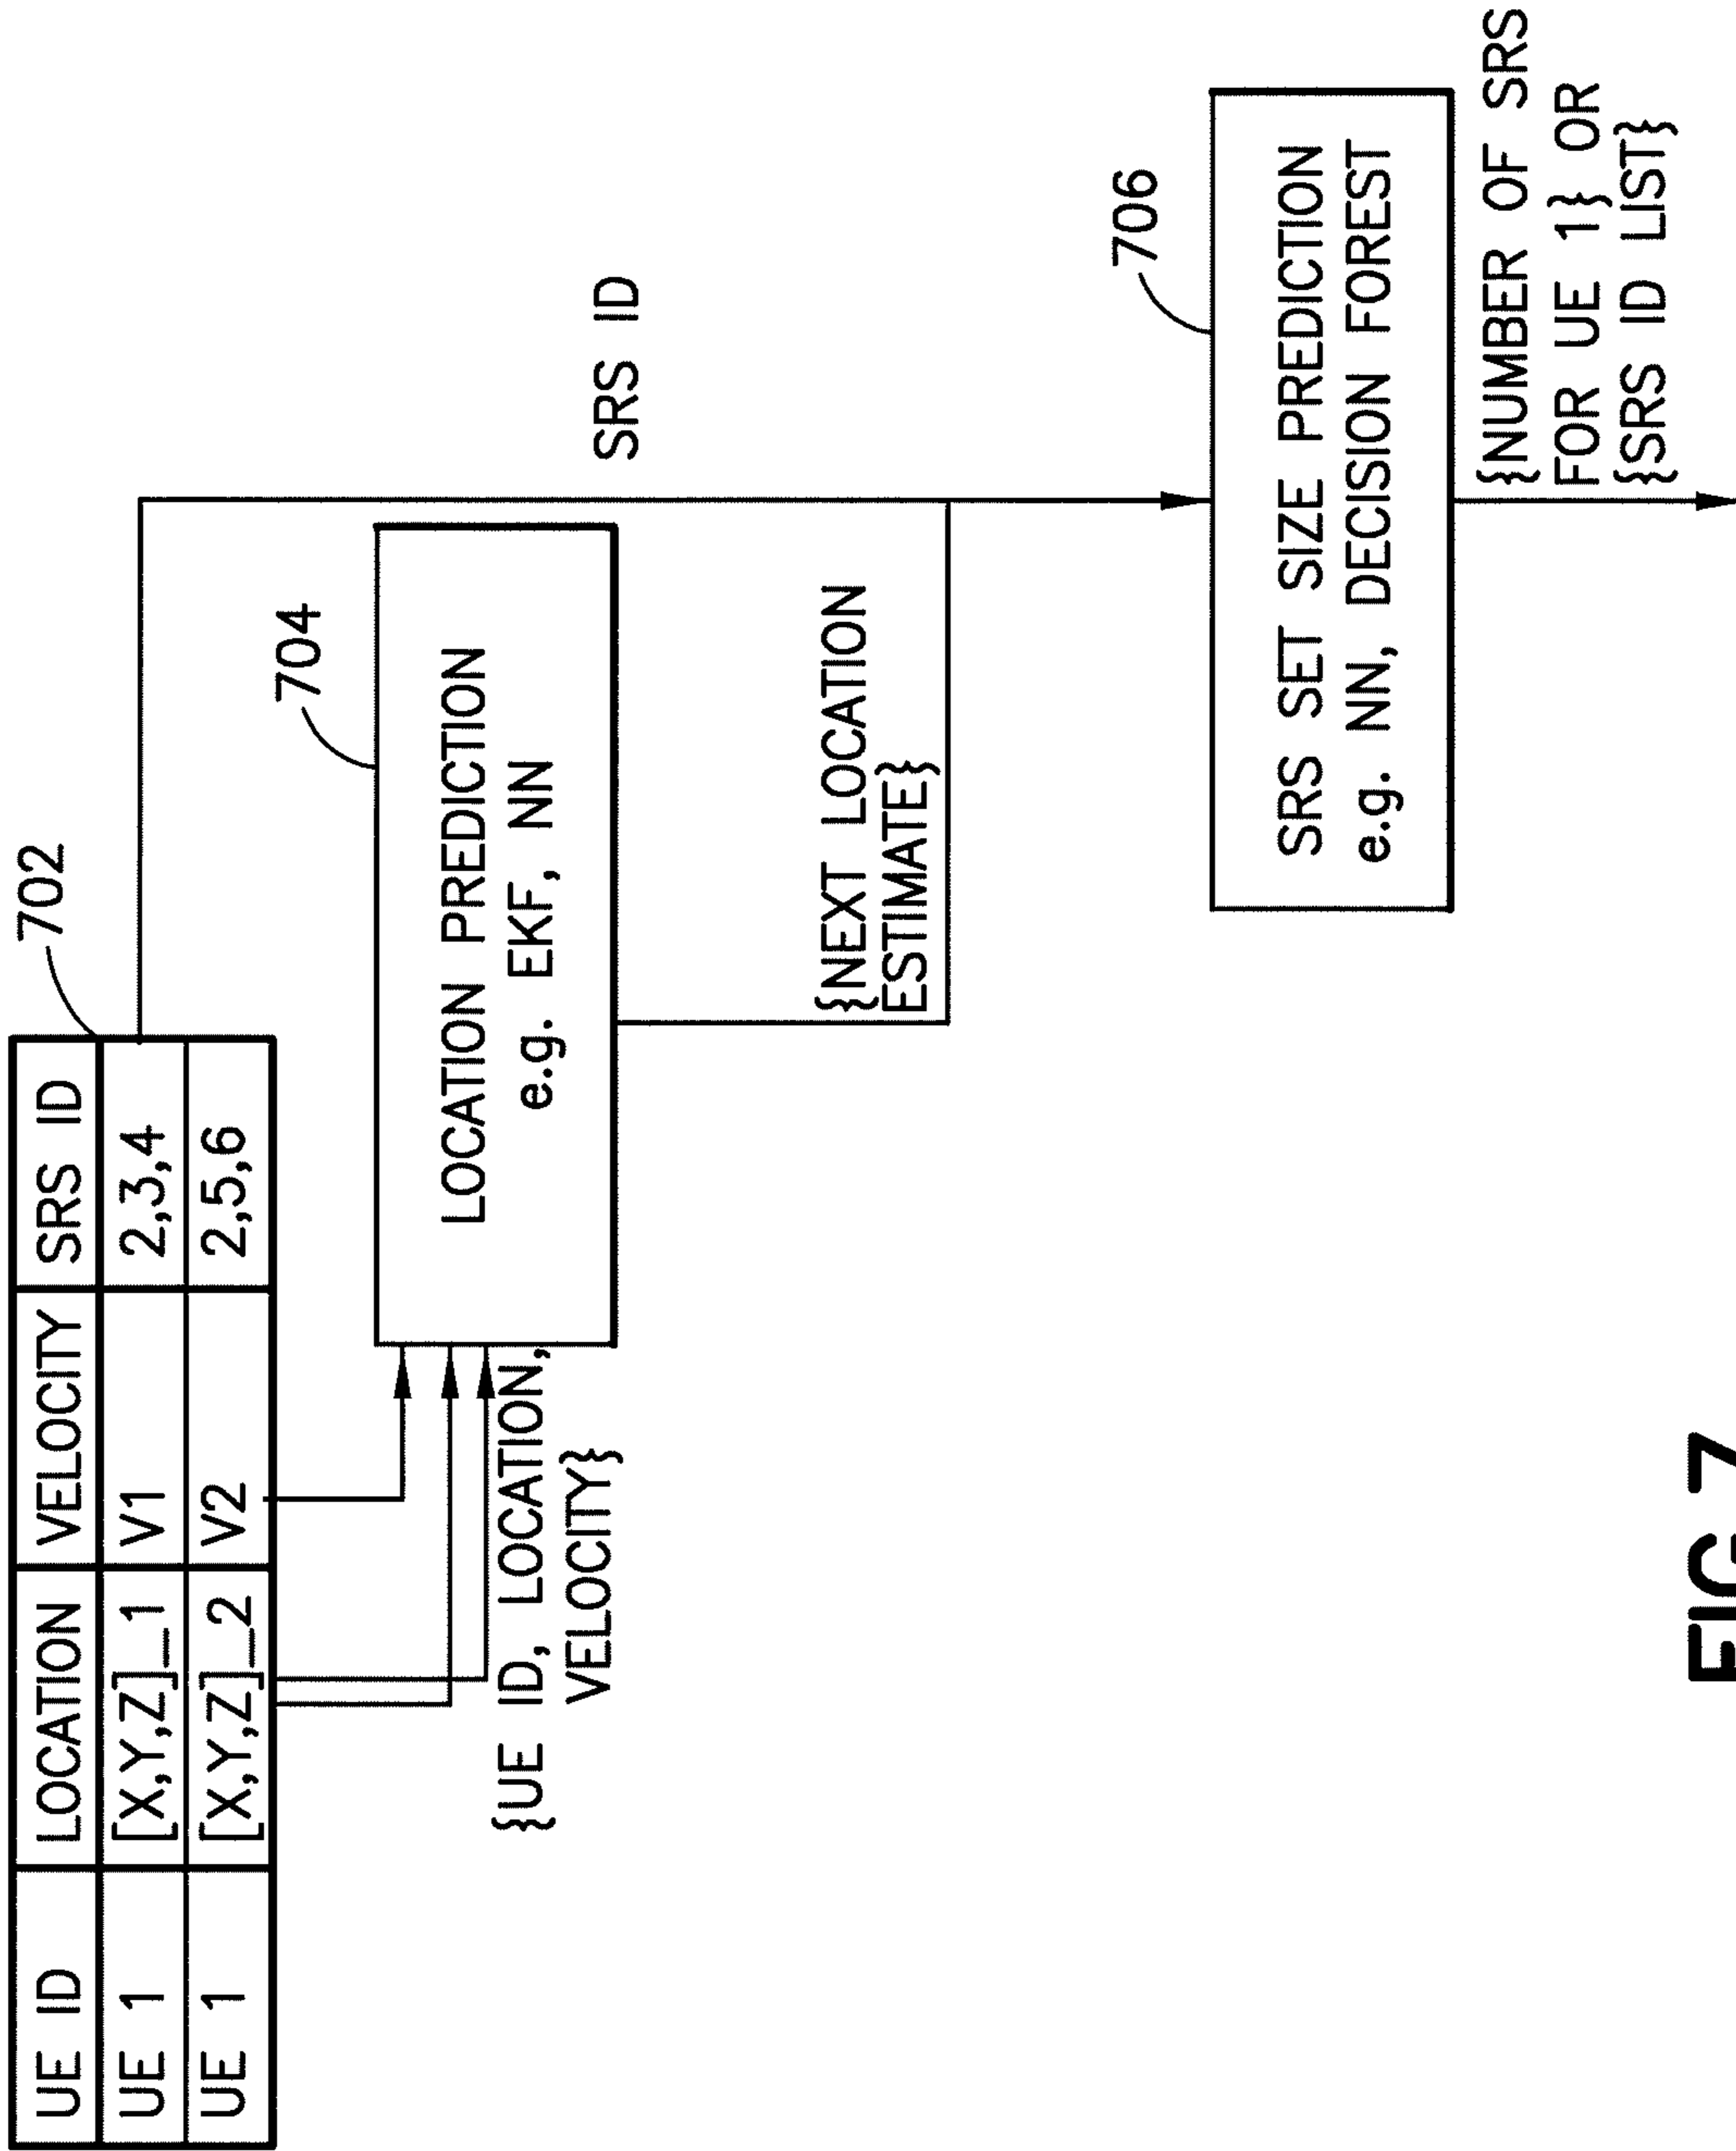 702
UE ID LOCATION VELOCITY SRS ID
UE 1 [X,Y,Z]_1 V1 2,3,4
UE 1 [X,Y,Z]_2 V2 2,5,6
704
LOCATION PREDICTION
e.g. EKF, NN
{UE ID, LOCATION,
VELOCITY}
SRS ID
{NEXT LOCATION
ESTIMATE}
706
SRS SET SIZE PREDICTION
e.g. NN, DECISION FOREST
{NUMBER OF SRS
FOR UE 1} OR
{SRS ID LIST}
FIG.7